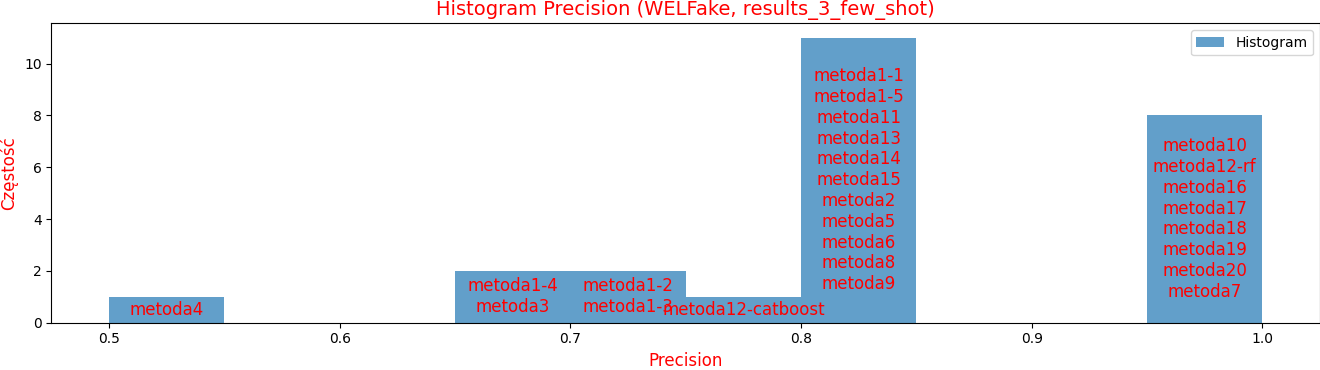 Histogram Precision (WELFake, results_3_few_shot)
Histogram
Częstość
10
8
6
4
2
0
metoda4
metoda1-4
metoda3
metoda1-2
metoda1-3
metoda12-catboost
metoda1-1
metoda1-5
metoda11
metoda13
metoda14
metoda15
metoda2
metoda5
metoda6
metoda8
metoda9
metoda10
metoda12-rf
metoda16
metoda17
metoda18
metoda19
metoda20
metoda7
0.5
0.6
0.7
0.8
0.9
1.0
Precision